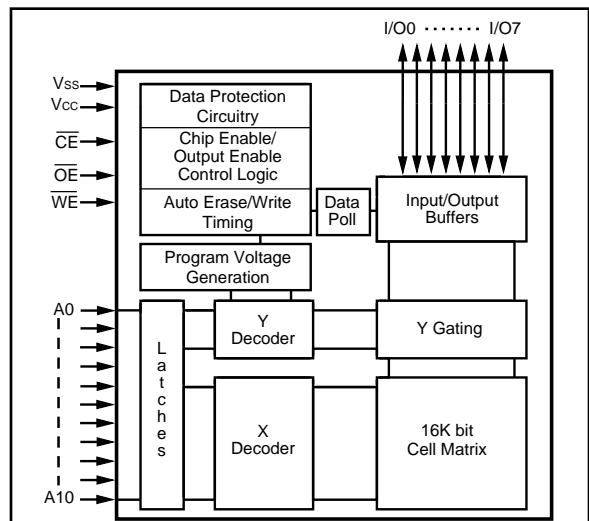 I/O0 ········ I/O7
VSS
VCC
CE
OE
WE
Data Protection
Circuitry
Chip Enable/
Output Enable
Control Logic
Auto Erase/Write
Timing
Data
Poll
Input/Output
Buffers
Program Voltage
Generation
A0
A10
L
a
t
c
h
e
s
Y
Decoder
Y Gating
X
Decoder
16K bit
Cell Matrix